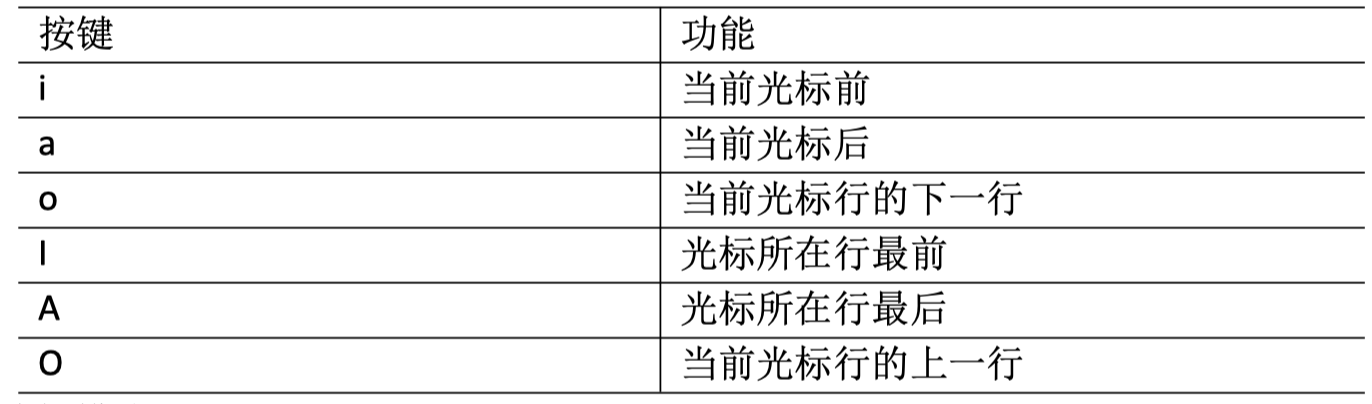 按键 功能
i 当前光标前
a 当前光标后
o 当前光标行的下一行
I 光标所在行最前
A 光标所在行最后
O 当前光标行的上一行